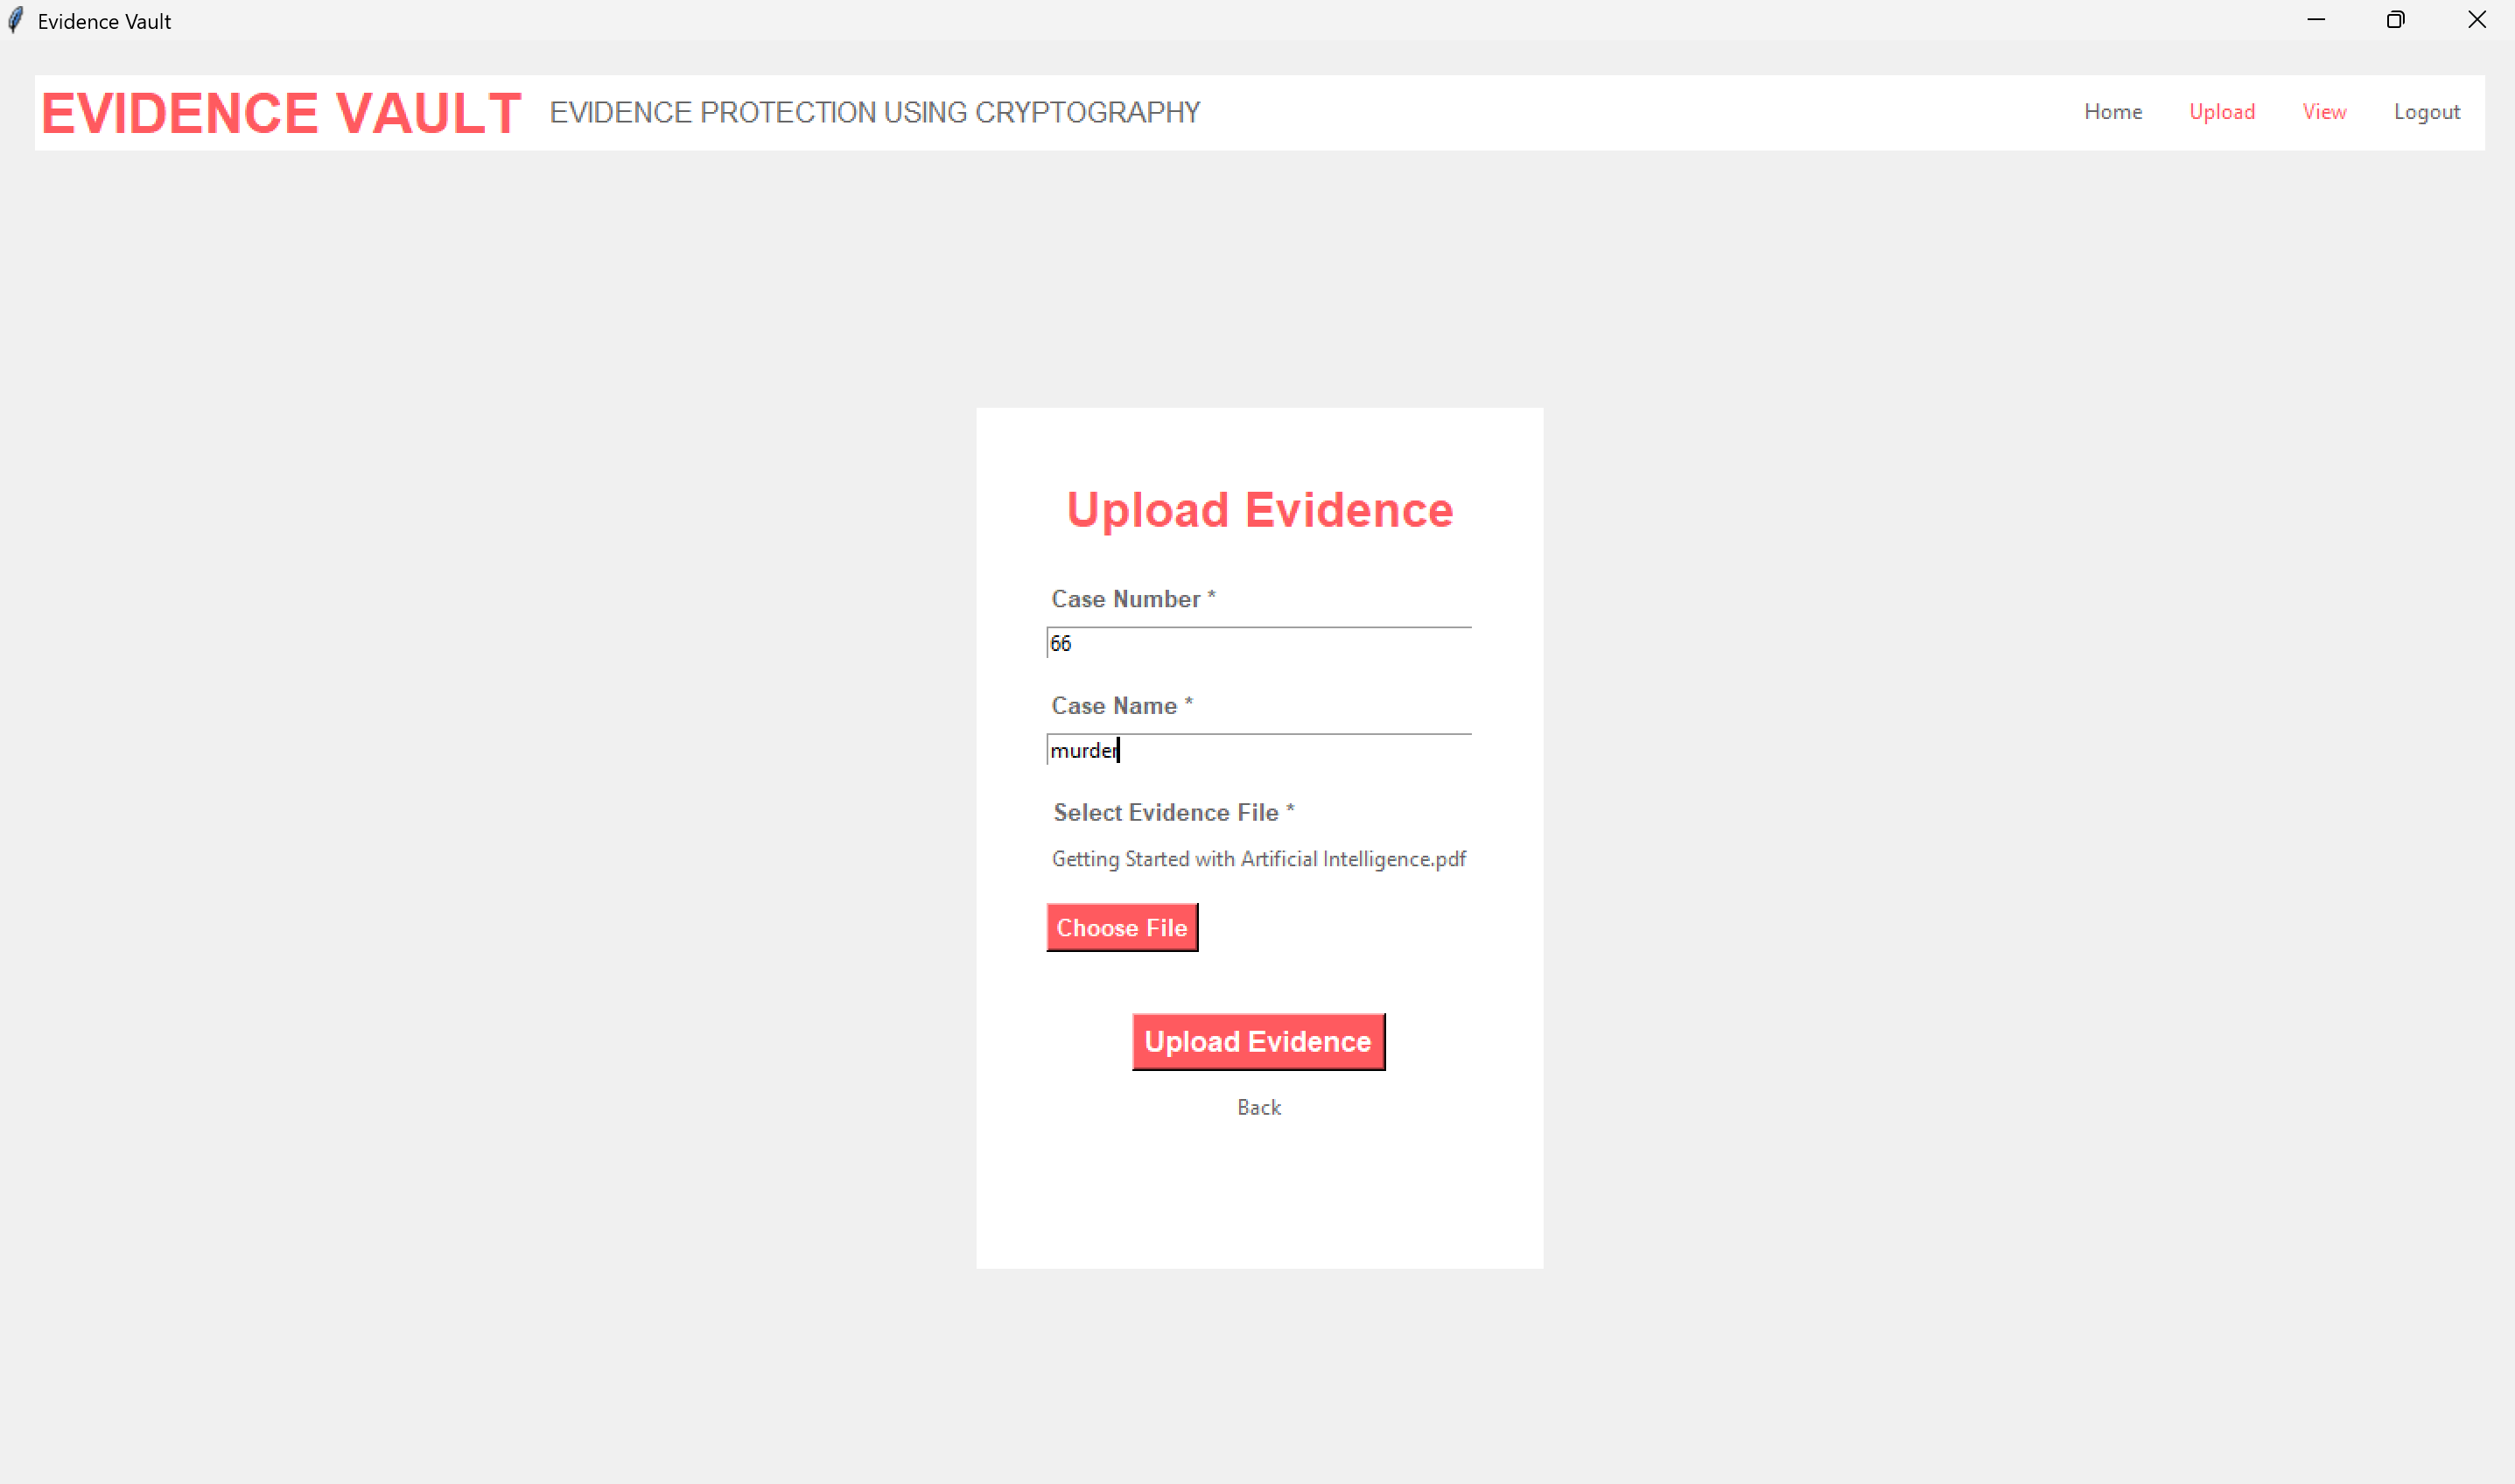 Evidence Vault
EVIDENCE VAULT EVIDENCE PROTECTION USING CRYPTOGRAPHY Home Upload View Logout
Upload Evidence
Case Number *
66
Case Name *
murder
Select Evidence File *
Getting Started with Artificial Intelligence.pdf
Choose File
Upload Evidence
Back